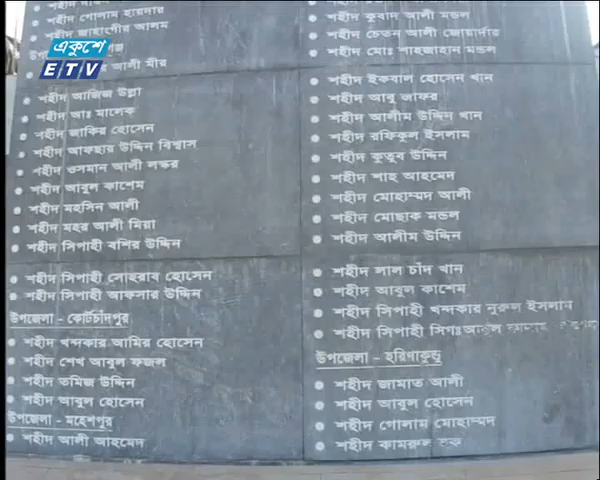 শহীদ গোলাম হায়দার
শহীদ জাহাংগীর আলম
একুশে
ETV
আলী মীর
শহীদ আজিজ উল্লা
শহীদ আঃ মালেক
শহীদ জাকির হোসেন
শহীদ আফছার উদ্দিন বিশ্বাস
শহীদ ওসমান আলী লস্কর
শহীদ আবুল কাশেম
শহীদ মহসিন আলী
শহীদ মহর আলী মিয়া
শহীদ সিপাহী বশির উদ্দিন
শহীদ সিপাহী সোহরাব হোসেন
শহীদ সিপাহী আফসার উদ্দিন
উপজেলা - কোটচাঁদপুর
শহীদ খন্দকার আমির হোসেন
শহীদ শেখ আবুল ফজল
শহীদ তমিজ উদ্দিন
শহীদ আবুল হোসেন
উপজেলা - মহেশপুর
শহীদ আলী আহমেদ
শহীদ কুবাদ আলী মন্ডল
শহীদ চেতন আলী জোয়ার্দার
শহীদ মোঃ শাহজাহান মন্ডল
শহীদ ইকবাল হোসেন খান
শহীদ আবু জাফর
শহীদ আলীম উদ্দিন খান
শহীদ রফিকুল ইসলাম
শহীদ কুতুব উদ্দিন
শহীদ শাহ আহমেদ
শহীদ মোহাম্মদ আলী
শহীদ মোছাক মন্ডল
শহীদ আলীম উদ্দিন
শহীদ লাল চাঁদ খান
শহীদ আবুল কাশেম
শহীদ সিপাহী খন্দকার নুরুল ইসলাম
শহীদ সিপাহী সিগঃ
উপজেলা - হরিণাকুন্ডু
শহীদ জামাত আলী
শহীদ আবুল হোসেন
শহীদ গোলাম মোহাম্মদ
শহীদ কামরুল হক